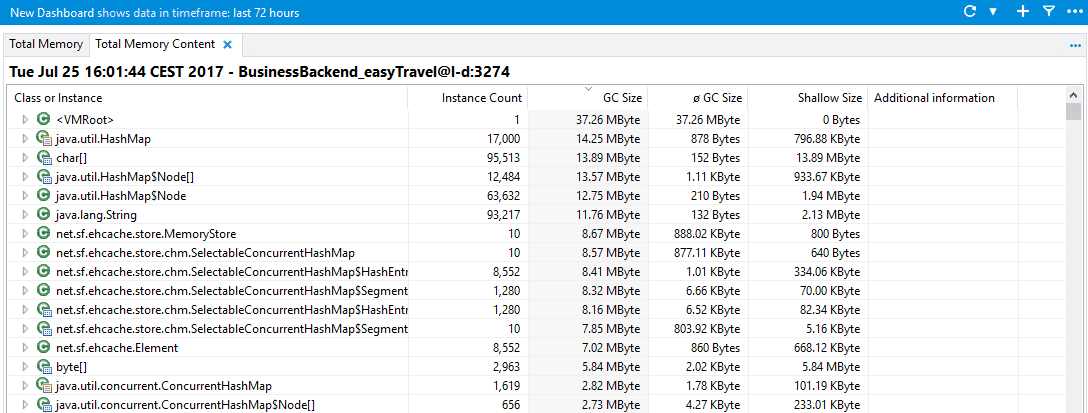 New Dashboard shows data in timeframe: last 72 hours
Total Memory Total Memory Content
Tue Jul 25 16:01:44 CEST 2017 - BusinessBackend_easyTravel@l-d:3274
Class or Instance Instance Count GC Size ø GC Size Shallow Size Additional information
<VMRoot> 1 37.26 MByte 37.26 MByte 0 Bytes
java.util.HashMap 17,000 14.25 MByte 878 Bytes 796.88 KByte
char[] 95,513 13.89 MByte 152 Bytes 13.89 MByte
java.util.HashMap$Node[] 12,484 13.57 MByte 1.11 KByte 933.67 KByte
java.util.HashMap$Node 63,632 12.75 MByte 210 Bytes 1.94 MByte
java.lang.String 93,217 11.76 MByte 132 Bytes 2.13 MByte
net.sf.ehcache.store.MemoryStore 10 8.67 MByte 888.02 KByte 800 Bytes
net.sf.ehcache.store.chm.SelectableConcurrentHashMap 10 8.57 MByte 877.11 KByte 640 Bytes
net.sf.ehcache.store.chm.SelectableConcurrentHashMap$HashEntr 8,552 8.41 MByte 1.01 KByte 334.06 KByte
net.sf.ehcache.store.chm.SelectableConcurrentHashMap$Segment 1,280 8.32 MByte 6.66 KByte 70.00 KByte
net.sf.ehcache.store.chm.SelectableConcurrentHashMap$HashEntr 1,280 8.16 MByte 6.52 KByte 82.34 KByte
net.sf.ehcache.store.chm.SelectableConcurrentHashMap$Segment 10 7.85 MByte 803.92 KByte 5.16 KByte
net.sf.ehcache.Element 8,552 7.02 MByte 860 Bytes 668.12 KByte
byte[] 2,963 5.84 MByte 2.02 KByte 5.84 MByte
java.util.concurrent.ConcurrentHashMap 1,619 2.82 MByte 1.78 KByte 101.19 KByte
java.util.concurrent.ConcurrentHashMap$Node[] 656 2.73 MByte 4.27 KByte 233.01 KByte